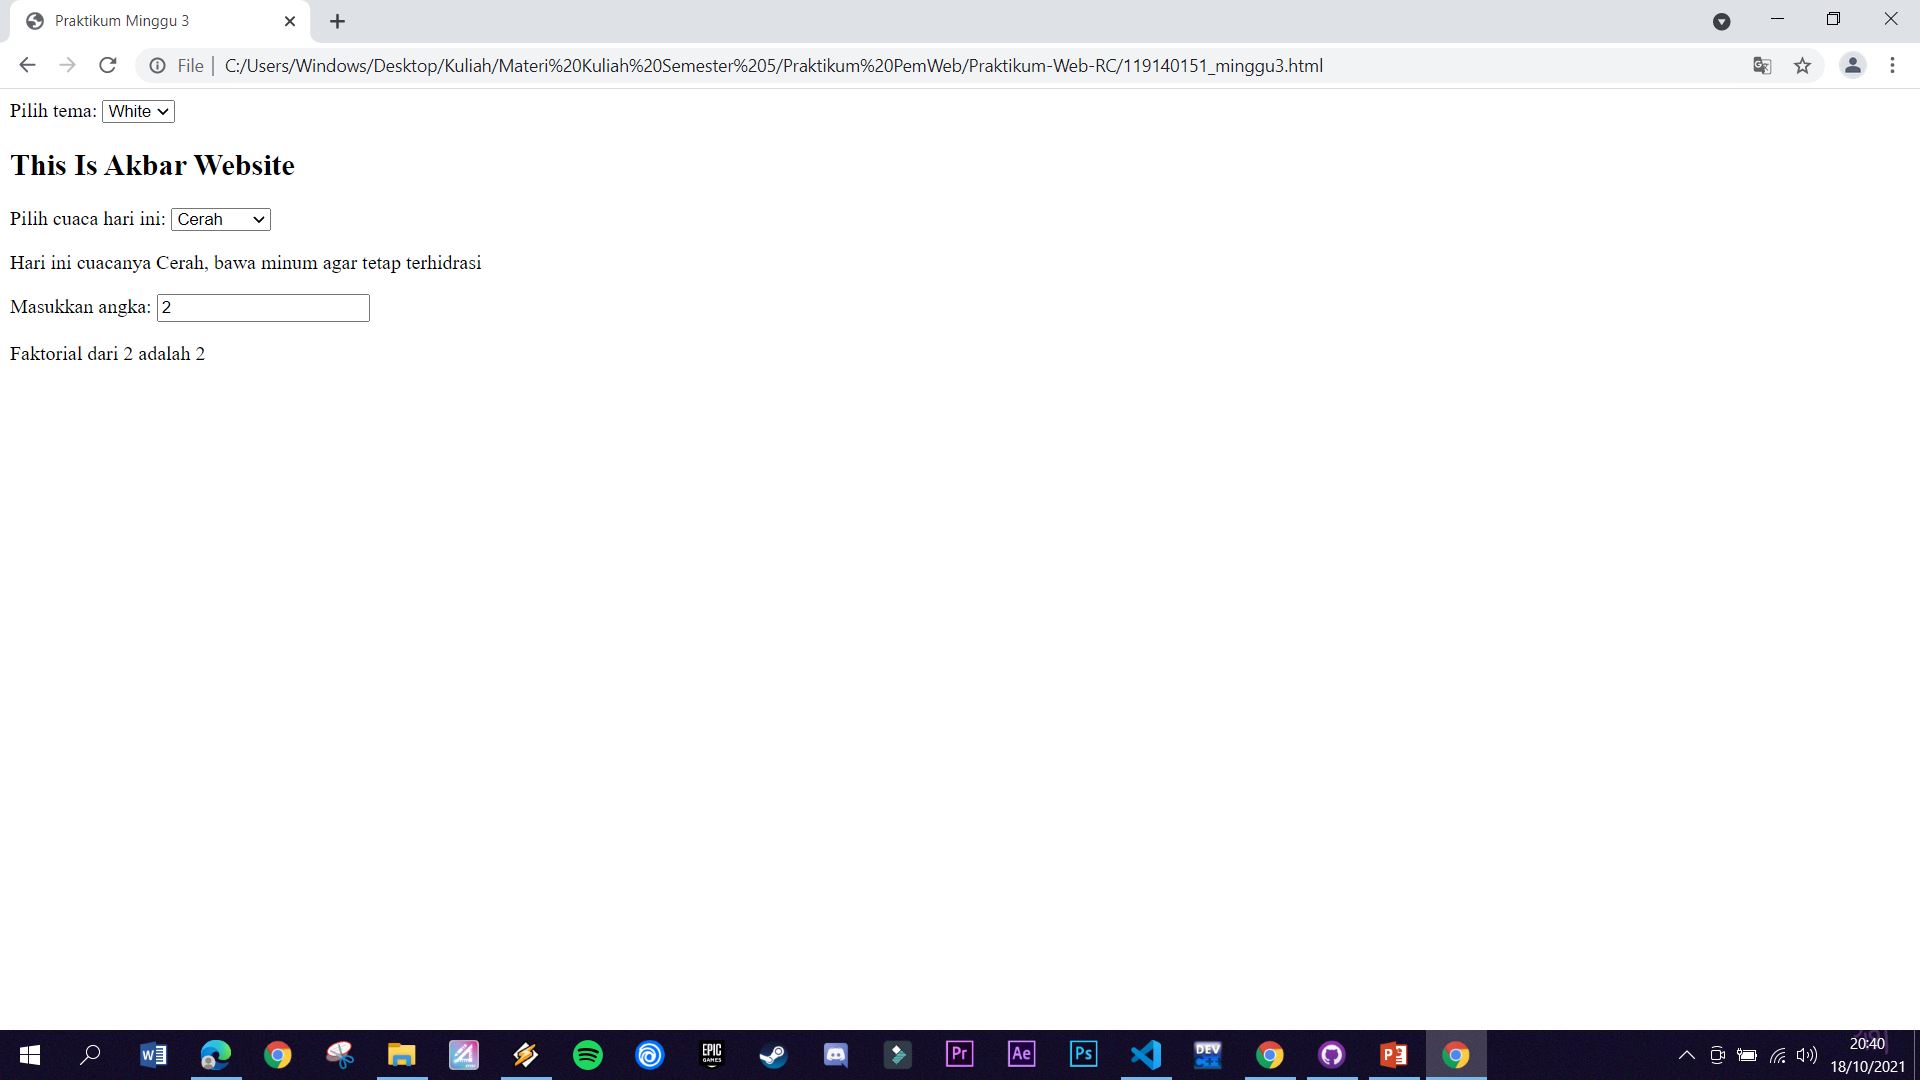 Praktikum Minggu 3
File | C:/Users/Windows/Desktop/Kuliah/Materi%20Kuliah%20Semester%205/Praktikum%20PemWeb/Praktikum-Web-RC/119140151_minggu3.html
Pilih tema: White
This Is Akbar Website
Pilih cuaca hari ini: Cerah
Hari ini cuacanya Cerah, bawa minum agar tetap terhidrasi
Masukkan angka: 2
Faktorial dari 2 adalah 2
EPIC
GAMES
Pr
Ae
Ps
DEV
20:40
18/10/2021